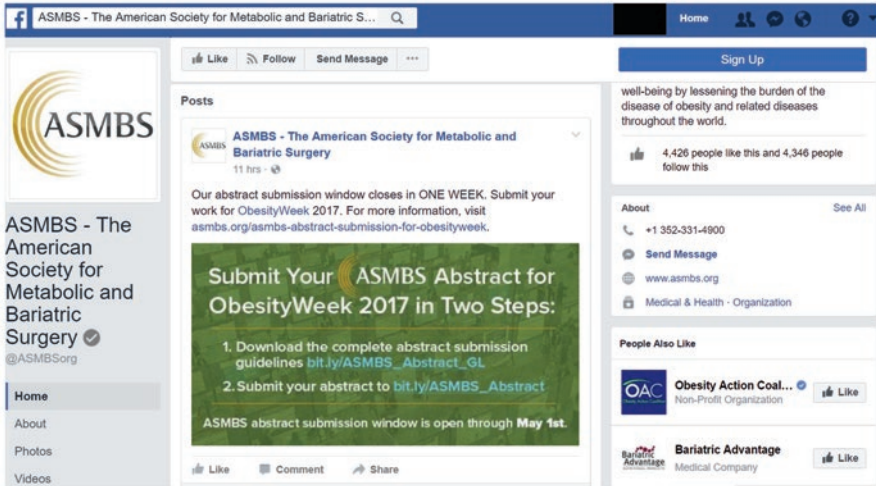 ASMBS - The American Society of Metabolic and Bariatric S...
Home
ASMBS
ASMBS - The
American
Society for
Metabolic and
Bariatric
Surgery
@ASMBSorg
Home
About
Photos
Videos
Like
Follow
Send Message
Posts
ASMBS
ASMBS - The American Society for Metabolic and
Bariatric Surgery
11 hrs
Our abstract submission window closes in ONE WEEK. Submit your
work for ObesityWeek 2017. For more information, visit
asmbs.org/asmbs-abstract-submission-for-obesityweek.
Submit Your ASMBS Abstract for
ObesityWeek 2017 in Two Steps:
1. Download the complete abstract submission
guidelines bit.ly/ASMBS_Abstract_GL
2. Submit your abstract to bit.ly/ASMBS_Abstract
ASMBS abstract submission window is open through May 1st.
Like Comment Share
Sign Up
well-being by lessening the burden of the
disease of obesity and related diseases
throughout the world.
4,426 people like this and 4,346 people
follow this
About See All
+1 352-331-4900
Send Message
www.asmbs.org
Medical & Health · Organization
People Also Like
OAC
Obesity Action Coal...
Non-Profit Organization
Like
Bariatric
Advantage
Bariatric Advantage
Medical Company
Like